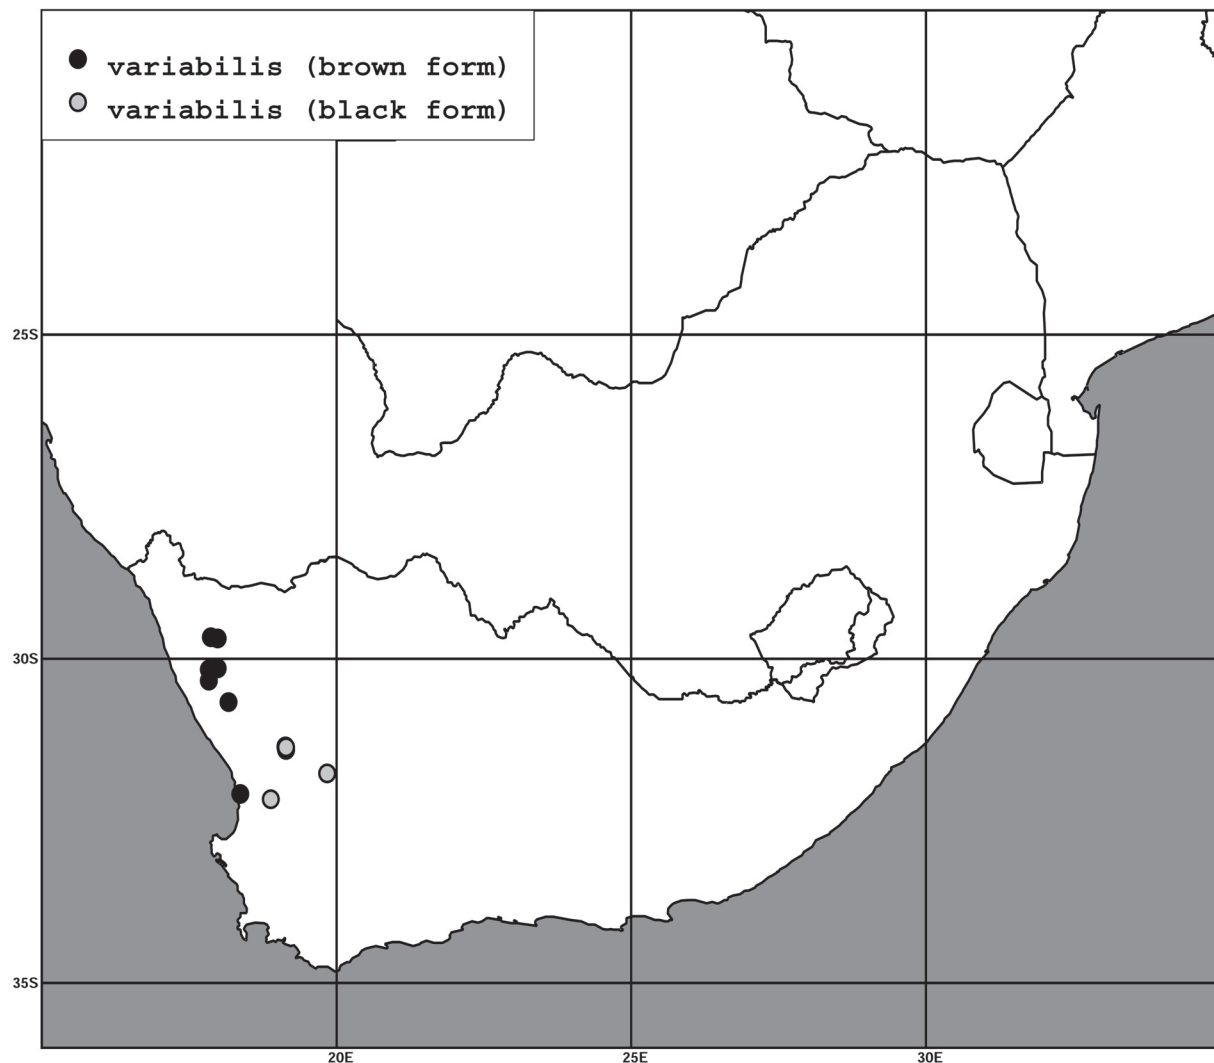 variabilis (brown form)
variabilis (black form)
25S
30S
35S
20E
25E
30E